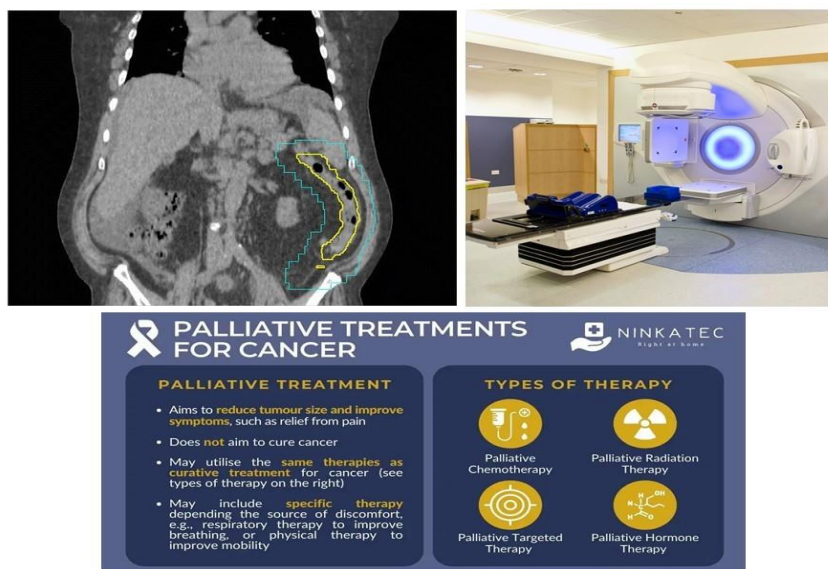 PALLIATIVE TREATMENTS
FOR CANCER
NINKATEC
Right at home
PALLIATIVE TREATMENT
• Aims to reduce tumour size and improve
symptoms, such as relief from pain
• Does not aim to cure cancer
• May utilise the same therapies as
curative treatment for cancer (see
types of therapy on the right)
• May include specific therapy
depending the source of discomfort,
e.g., respiratory therapy to improve
breathing, or physical therapy to
improve mobility
TYPES OF THERAPY
Palliative
Chemotherapy
Palliative Radiation
Therapy
Palliative Targeted
Therapy
Palliative Hormone
Therapy